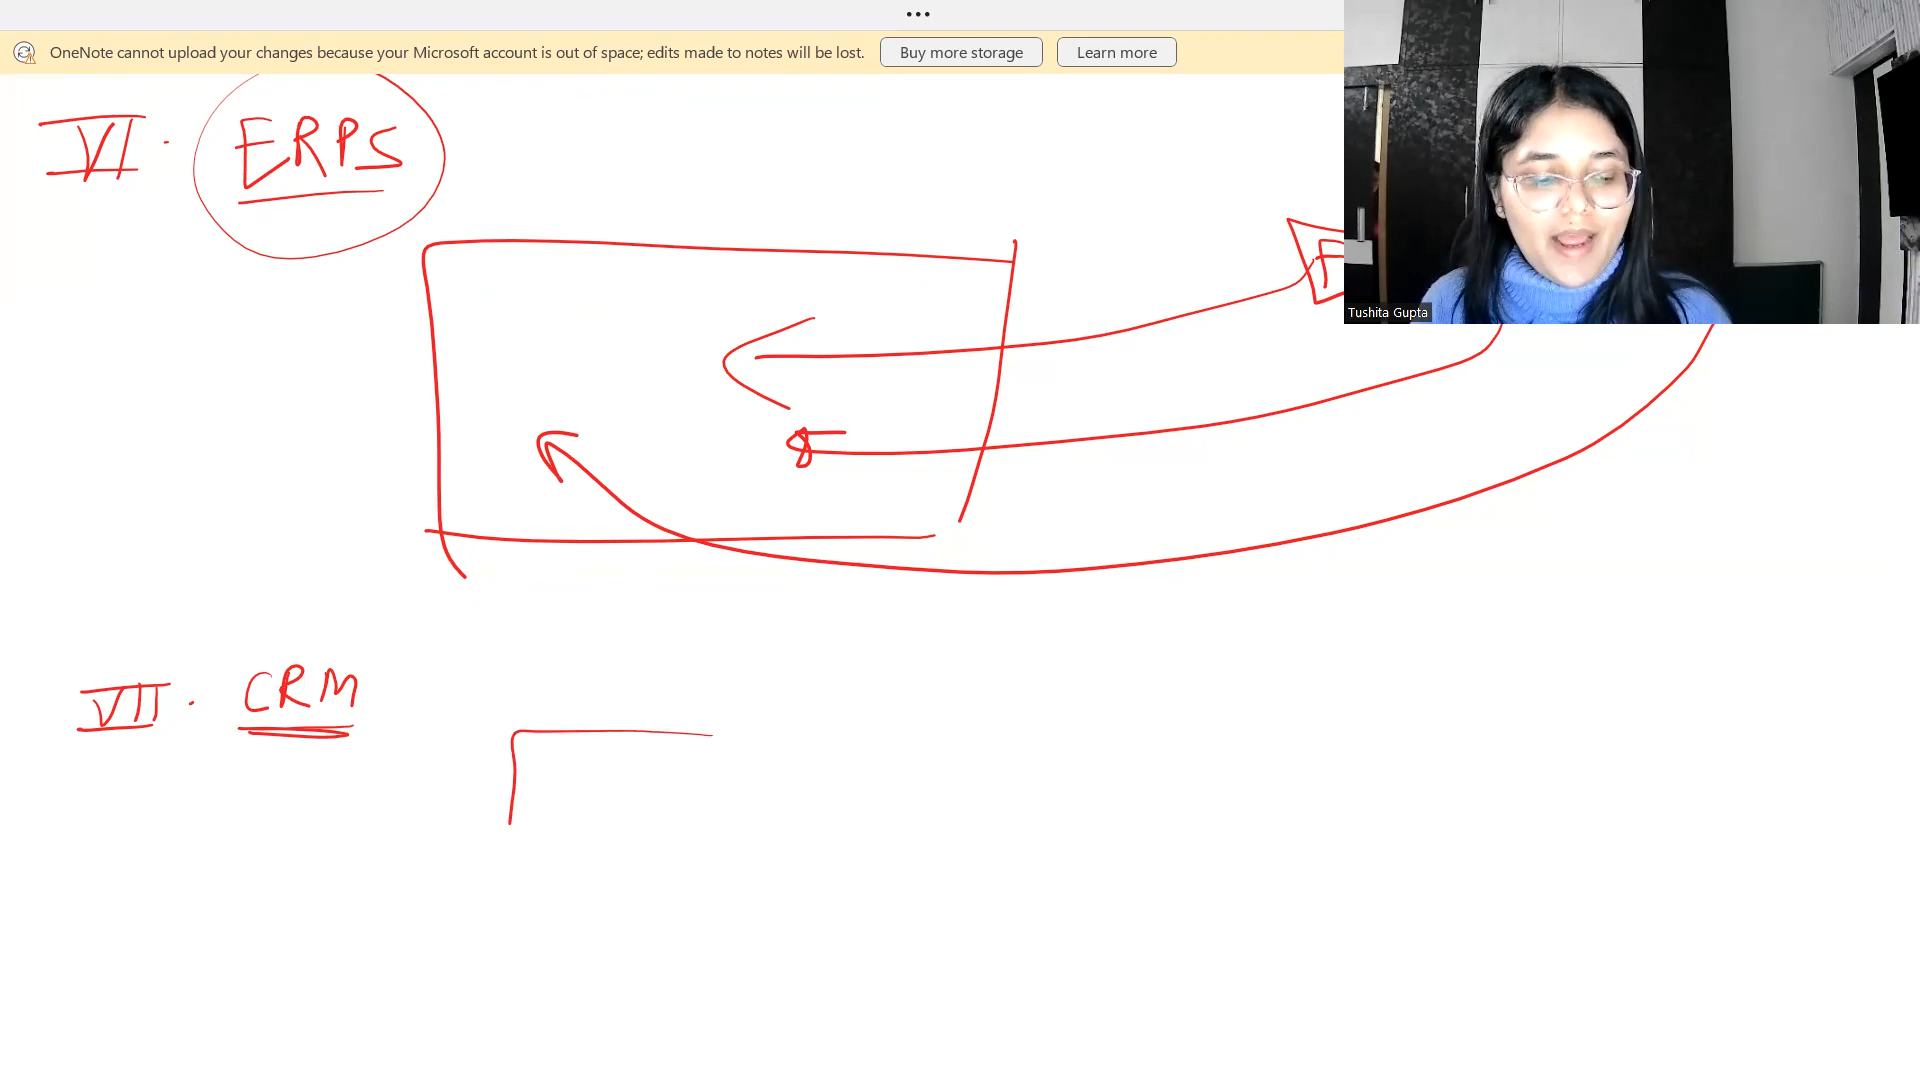 OneNote cannot upload your changes because your Microsoft account is out of space; edits made to notes will be lost. Buy more storage Learn more
VI. ERPS
F
Tushita Gupta
VII. CRM